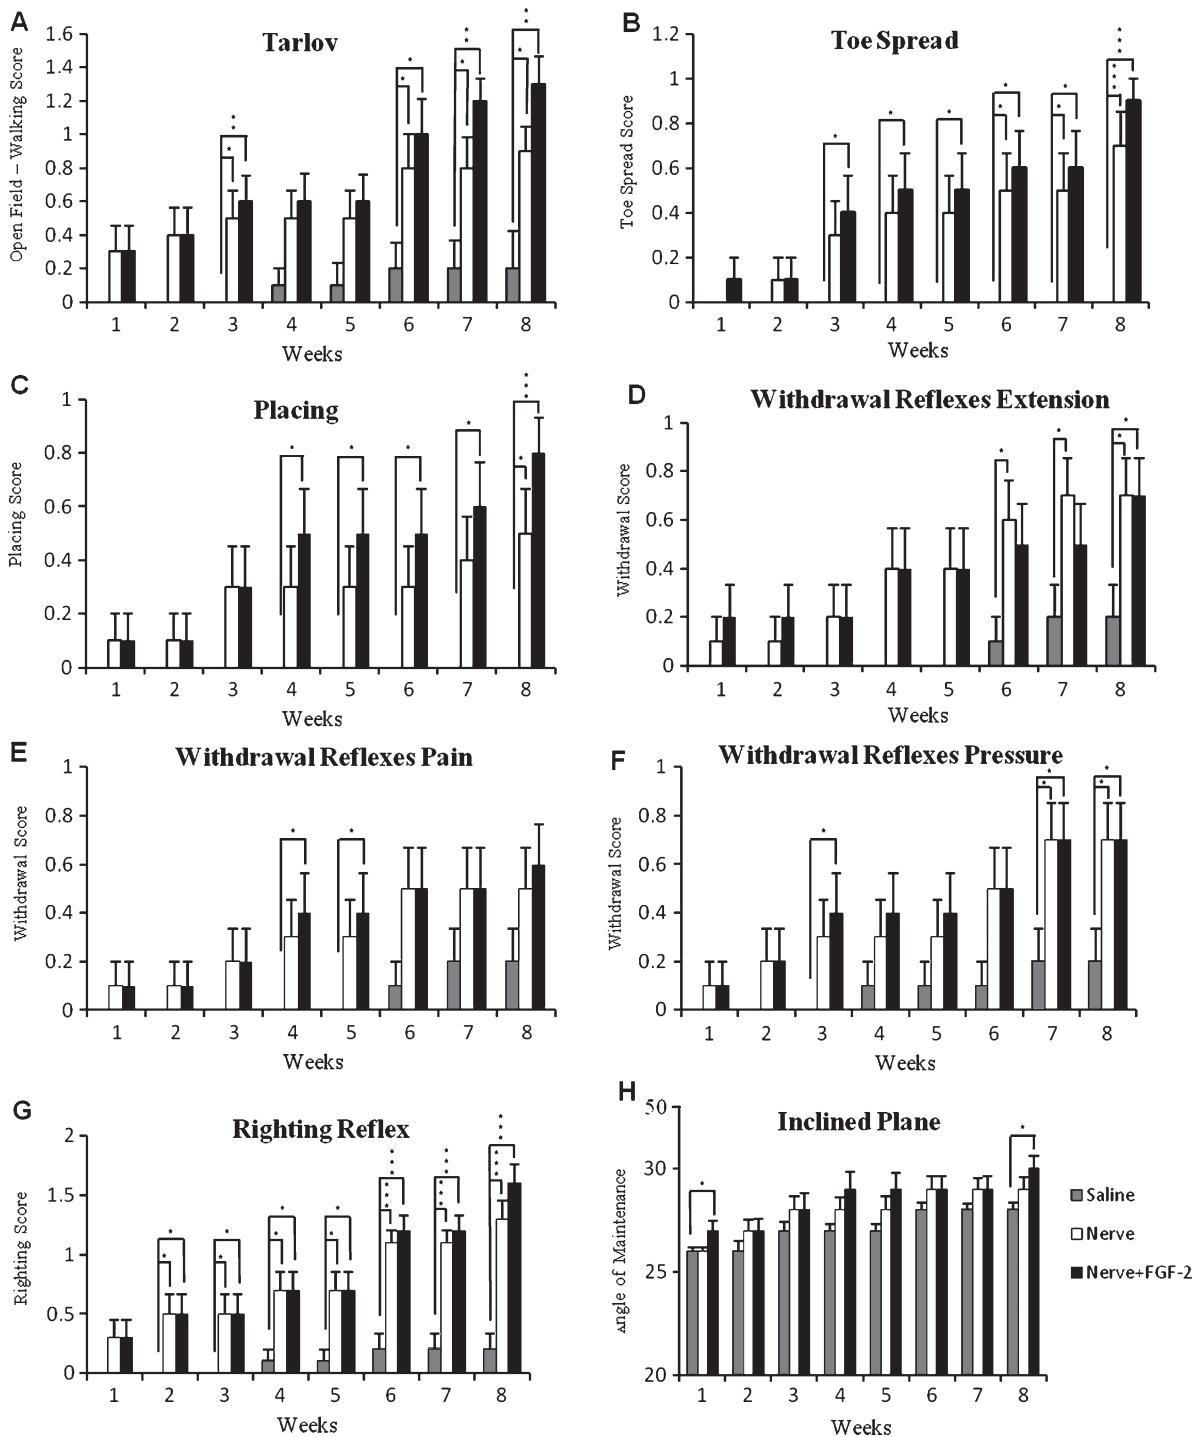 A
Tarlov
Open Field – Walking Score
1.6
1.4
1.2
1
0.8
0.6
0.4
0.2
0
1 2 3 4 5 6 7 8
Weeks
* ** * * * ** * **
B
Toe Spread
Toe Spread Score
1.2
1
0.8
0.6
0.4
0.2
0
1 2 3 4 5 6 7 8
Weeks
* * * * * * * *** ***
C
Placing
Placing Score
1
0.8
0.6
0.4
0.2
0
1 2 3 4 5 6 7 8
Weeks
* * * * * ***
D
Withdrawal Reflexes Extension
Withdrawal Score
1
0.8
0.6
0.4
0.2
0
1 2 3 4 5 6 7 8
Weeks
* * * *
E
Withdrawal Reflexes Pain
Withdrawal Score
1
0.8
0.6
0.4
0.2
0
1 2 3 4 5 6 7 8
Weeks
* *
F
Withdrawal Reflexes Pressure
Withdrawal Score
1
0.8
0.6
0.4
0.2
0
1 2 3 4 5 6 7 8
Weeks
* * * * *
G
Righting Reflex
Righting Score
2
1.5
1
0.5
0
1 2 3 4 5 6 7 8
Weeks
* * * * * * * * *** *** *** *** *** ***
H
Inclined Plane
Angle of Maintenance
50
30
25
20
1 2 3 4 5 6 7 8
Weeks
* *
Saline
Nerve
Nerve+FGF-2